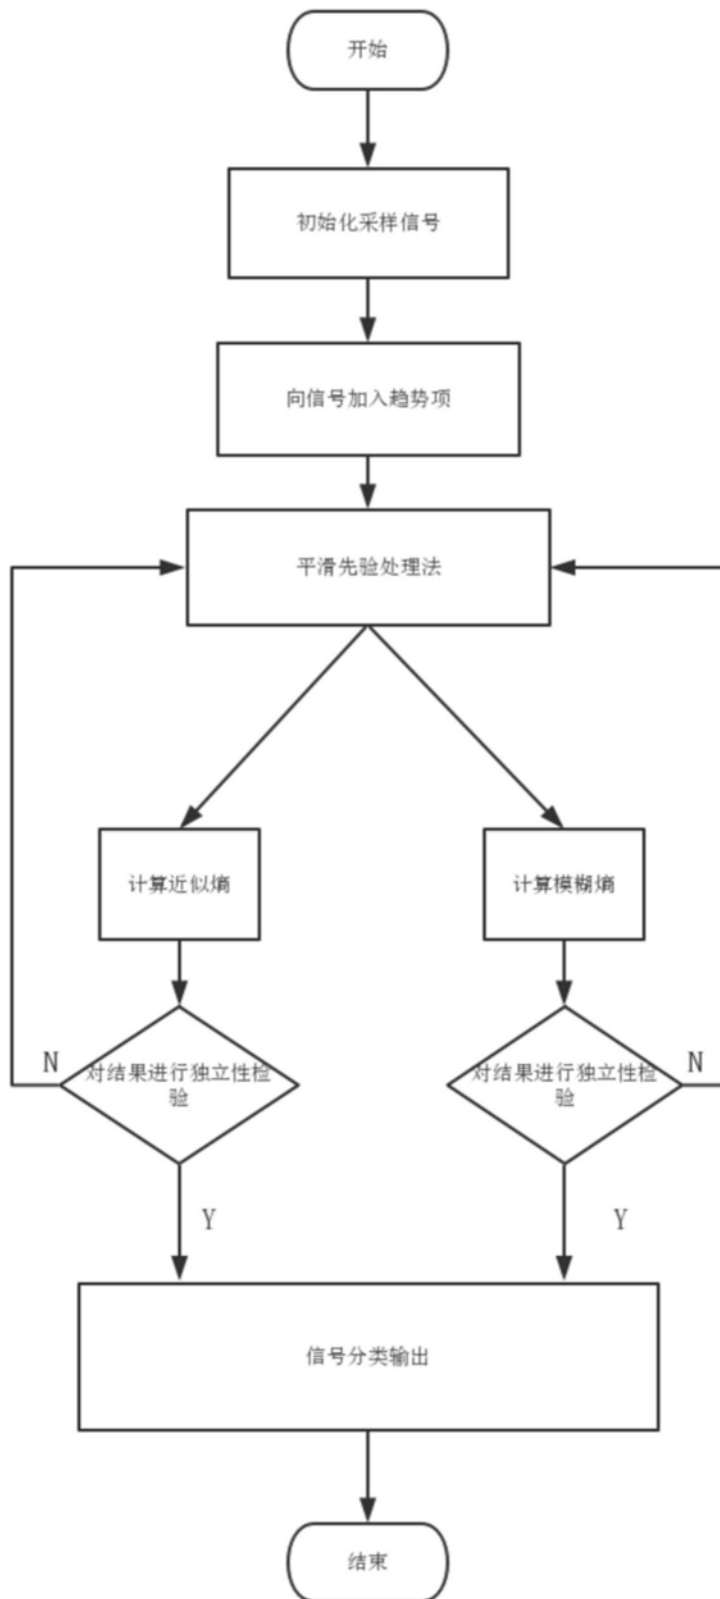 开始
初始化采样信号
向信号加入趋势项
平滑先验处理法
计算近似熵
计算模糊熵
N
对结果进行独立性检
验
对结果进行独立性检
验
N
Y
Y
信号分类输出
结束